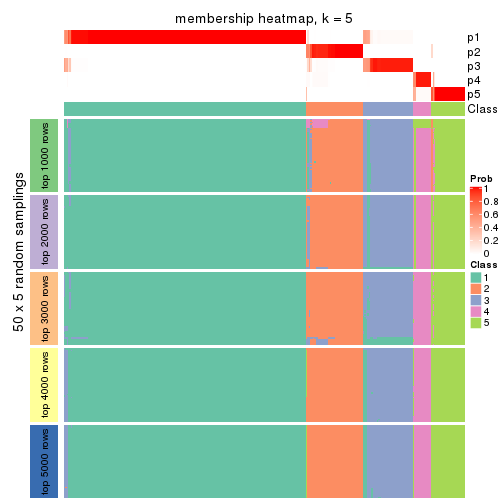 membership heatmap, k = 5
p1
p2
p3
p4
p5
Class
50 x 5 random samplings
top 1000 rows
top 2000 rows
top 3000 rows
top 4000 rows
top 5000 rows
Prob
1
0.8
0.6
0.4
0.2
0
Class
1
2
3
4
5